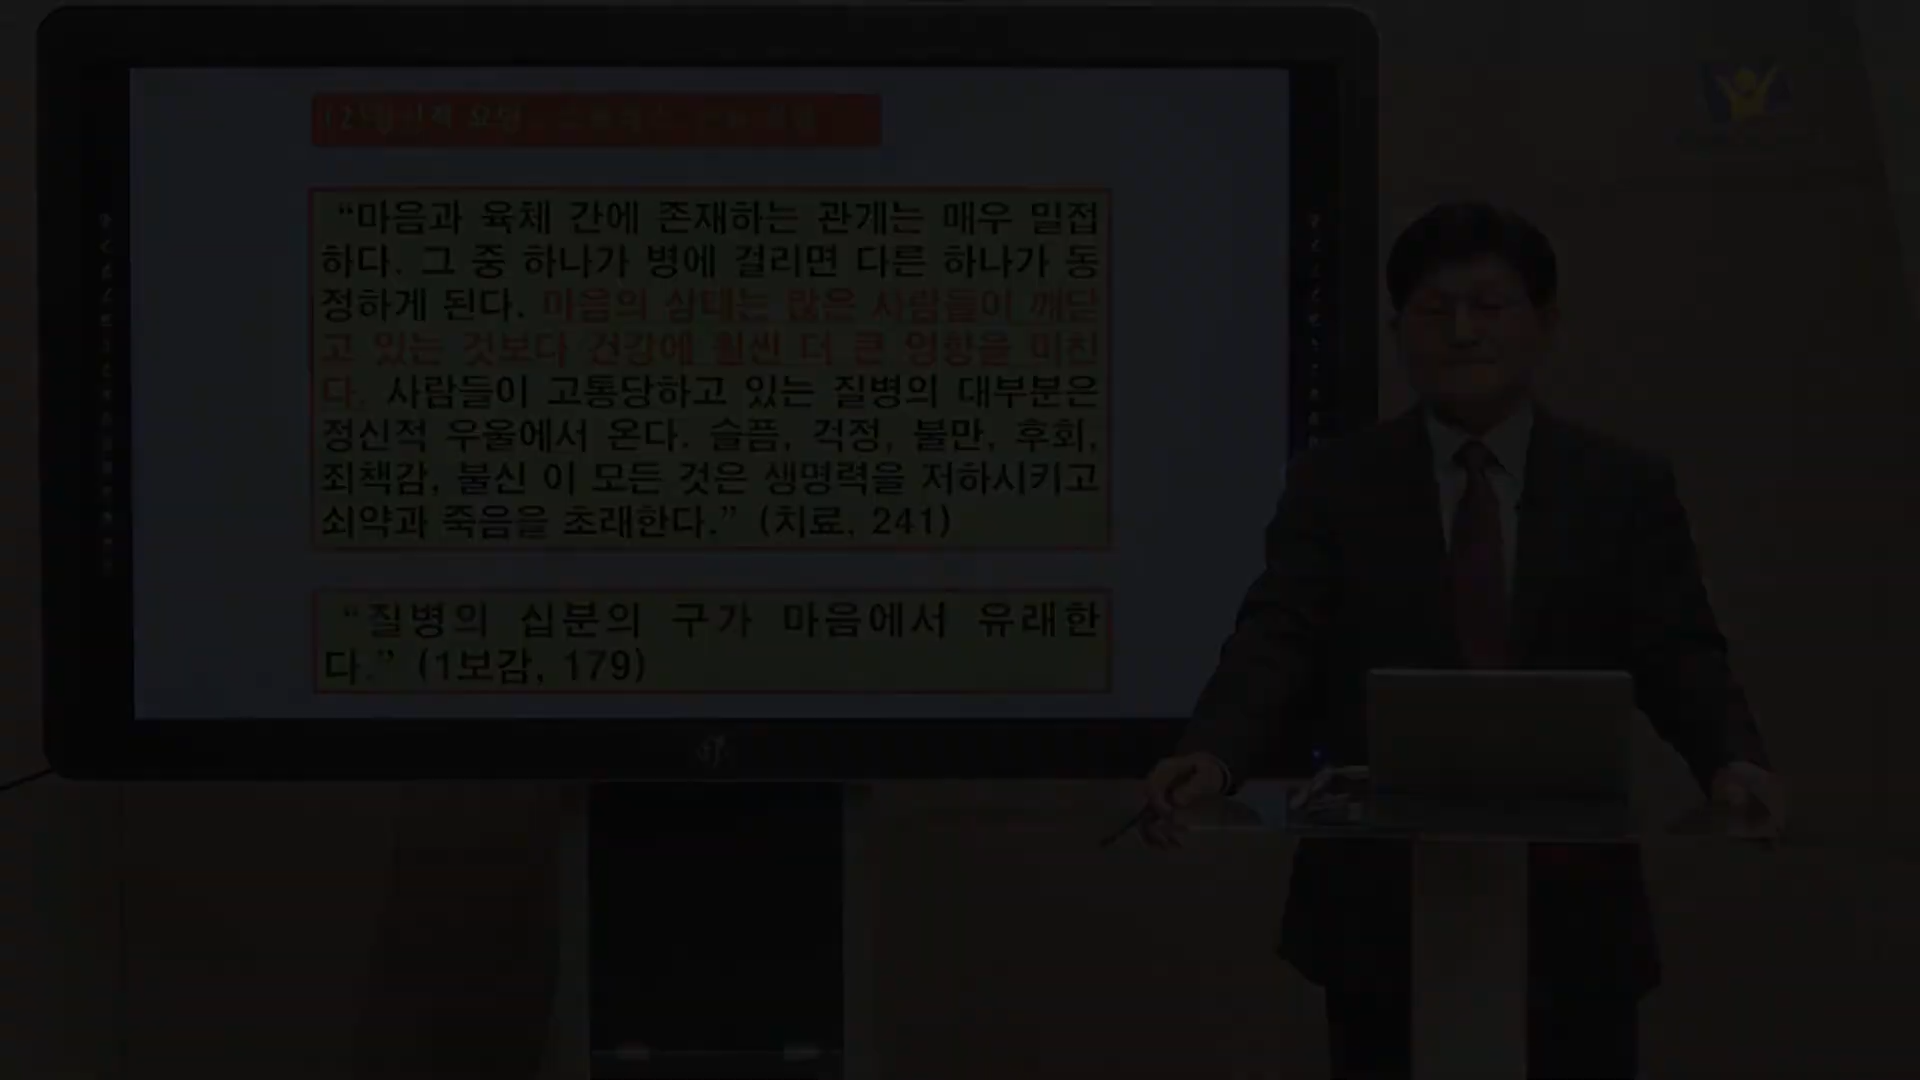 “마음과 육체 간에 존재하는 관계는 매우 밀접
하다. 그 중 하나가 병에 걸리면 다른 하나가 동
정하게 된다. 마음의 상태는 많은 사람들이 깨닫
고 있는 것보다 건강에 훨씬 더 큰 영향을 미친
다. 사람들이 고통당하고 있는 질병의 대부분은
정신적 우울에서 온다. 슬픔, 걱정, 불만, 후회,
죄책감, 불신 이 모든 것은 생명력을 저하시키고
쇠약과 죽음을 초래한다.” (치료, 241)
“질병의 십분의 구가 마음에서 유래한
다.” (1보감, 179)